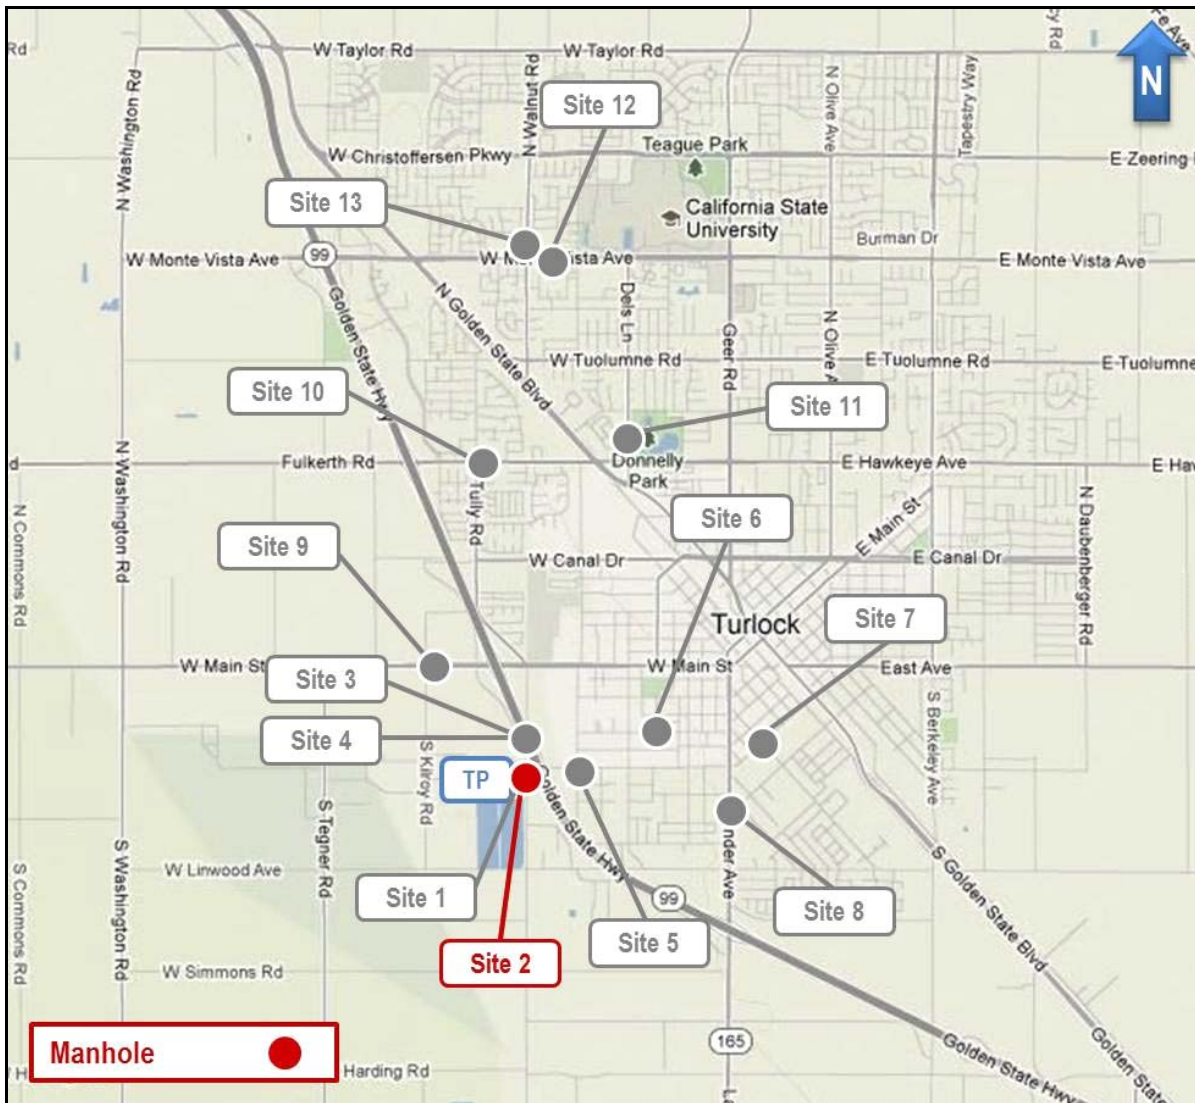 Rd
W Taylor Rd
W Taylor Rd
N
N Washington Rd
N Walnut Rd
Site 12
N Olive Ave
Tapestry Way
Teague Park
W Christoffersen Pkwy
E Zeering
Site 13
California State
University
Burman Dr
99
W Monte Vista Ave
E Monte Vista Ave
Golden State Hwy
N Golden State Blvd
Dels Ln
Geer Rd
N Olive A
W Tuolumne Rd
E Tuolumne Rd
E Tuolumne
Site 10
Site 11
Fulkerth Rd
Donnelly
Park
E Hawkeye Ave
N Washington Rd
Tully Rd
N Commons Rd
Site 6
E Main St
N Daubenberger Rd
Site 9
W Canal Dr
E Canal Dr
Turlock
Site 7
W Main St
W Main St
East Ave
Site 3
Site 4
S Kilroy Rd
S Berkeley Ave
TP
Golden State Hwy
S Tegner Rd
S Washington Rd
S Commons Rd
W Linwood Ave
nder Ave
S Golden State Blvd
Site 1
99
Site 8
Site 5
Site 2
W Simmons Rd
165
Manhole
Harding Rd
Golden State Hwy
Golden State